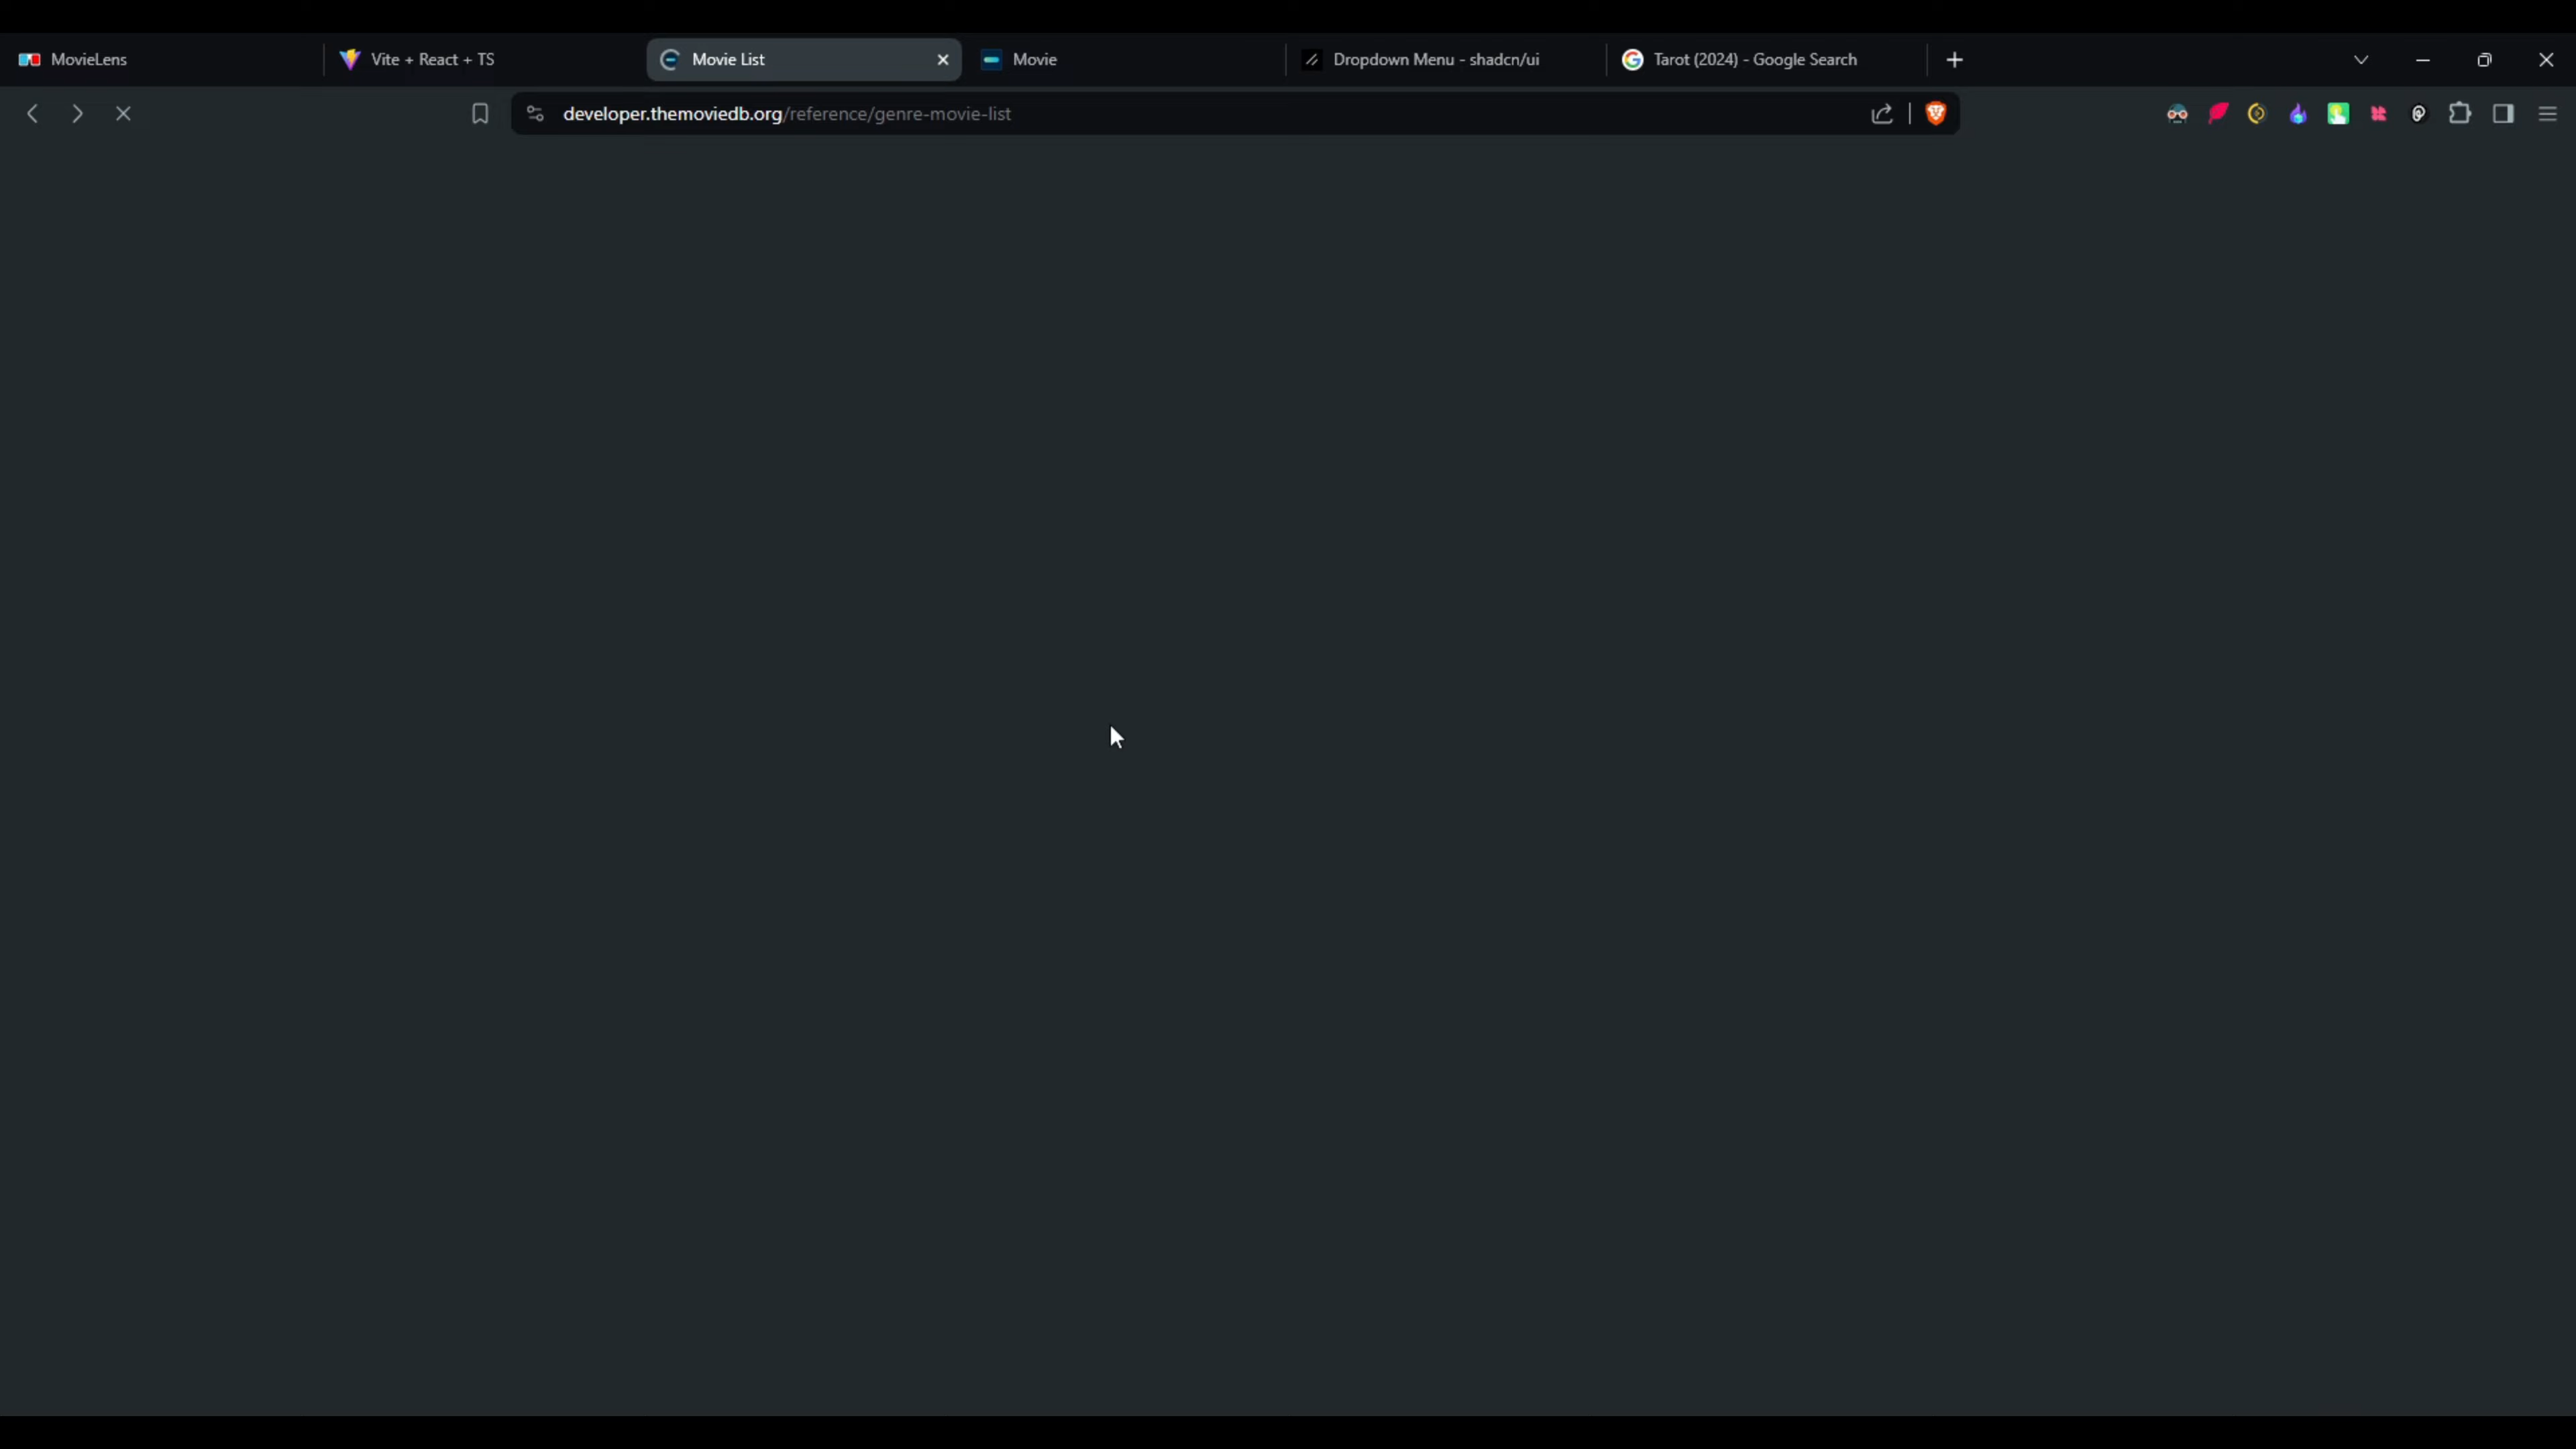 MovieLens
Vite + React + TS
Movie List
Movie
Dropdown Menu - shadcn/ui
Tarot (2024) - Google Search
developer.themoviedb.org/reference/genre-movie-list